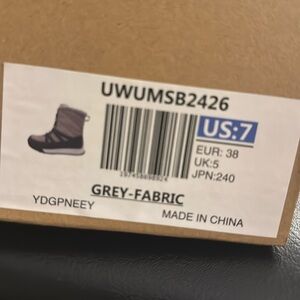 UWUMSB2426
US:7
EUR: 38
UK:5
JPN:240
GREY-FABRIC
YDGPNEEY
MADE IN CHINA